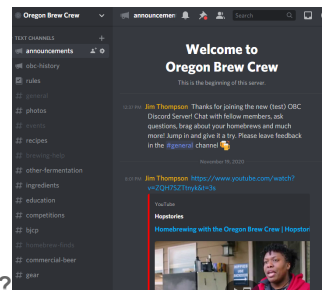 Oregon Brew Crew
announcemen
Search
TEXT CHANNELS
announcements
obc-history
rules
general
photos
events
recipes
brewing-help
other-fermentation
ingredients
education
competitions
bjcp
homebrew-finds
commercial-beer
gear
Welcome to
Oregon Brew Crew
This is the beginning of this server.
Jim Thompson Thanks for joining the new (test) OBC
Discord Server! Chat with fellow members, ask
questions, brag about your homebrews and much
more! Jump in and give it a try. Please leave feedback
in the #general channel
November 19, 2020
Jim Thompson https://www.youtube.com/watch?
YouTube
Hopstories
Homebrewing with the Oregon Brew Crew | Hopstori
?